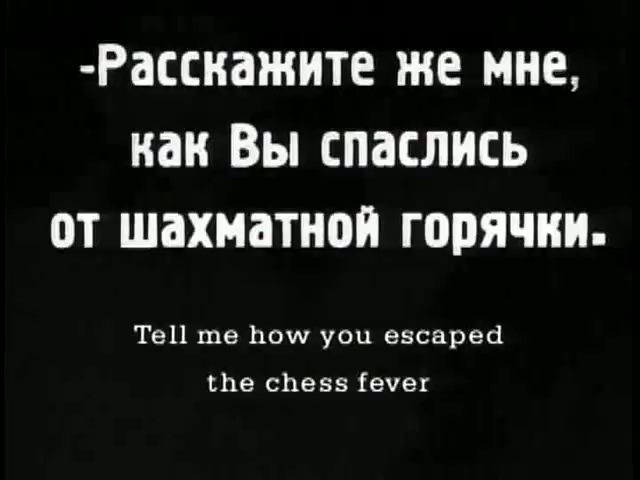 -Расскажите же мне,
как Вы спаслись
от шахматной горячки.
Tell me how you escaped
the chess fever